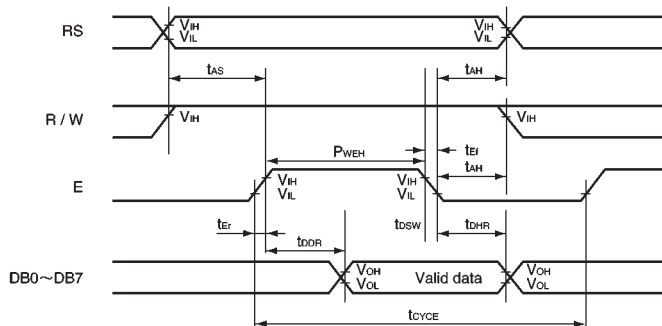 RS
VIH
VIL
VIH
VIL
tAS
tAH
R / W
VIH
VIH
PWEH
tEf
tAH
E
VIH
VIL
VIH
VIL
tEr
tDDR
tDSW
tDHR
DB0~DB7
VOH
VOL
Valid data
VOH
VOL
tCYCE